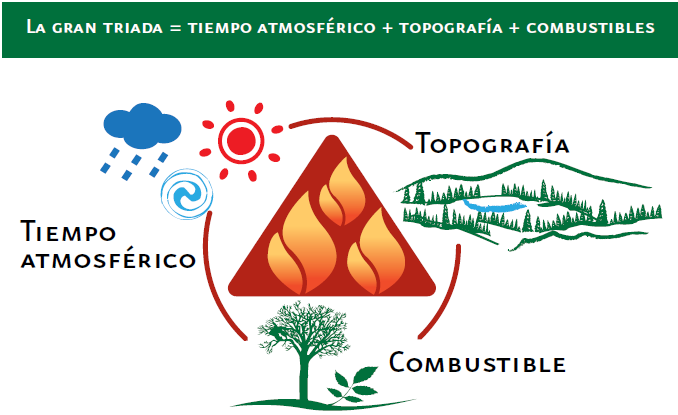 La gran triada = tiempo atmosférico + topografía + combustibles
Topografía
Tiempo
atmosférico
Combustible